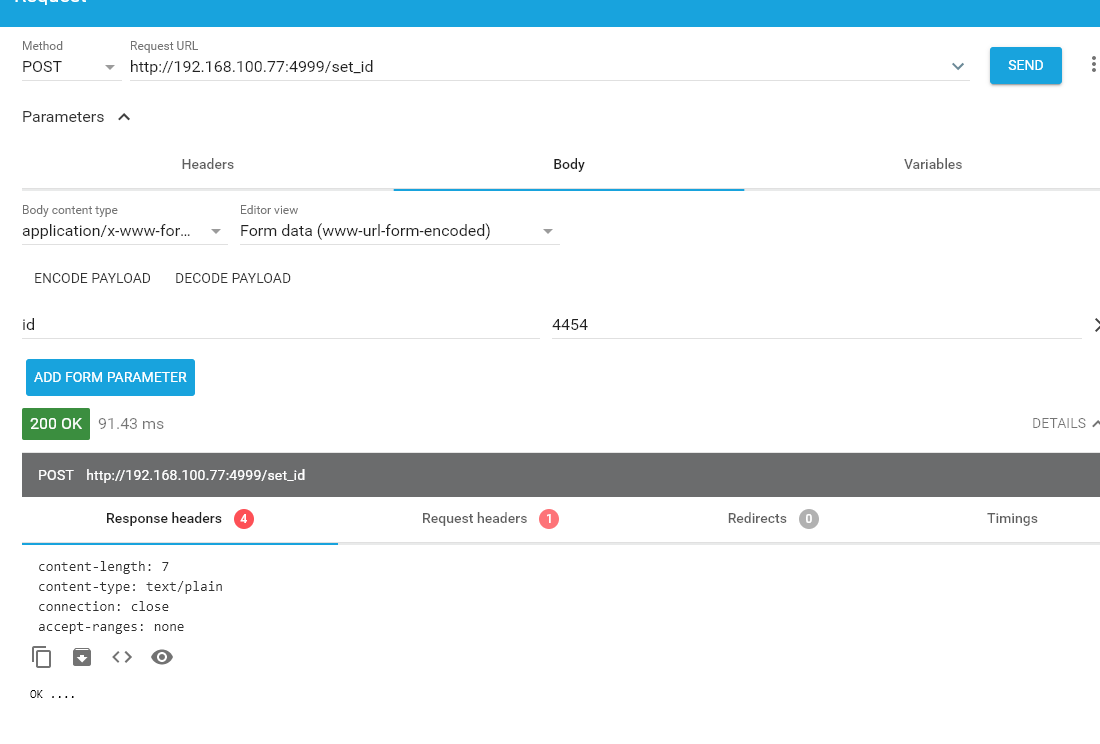 Request
Method
POST
Request URL
http://192.168.100.77:4999/set_id
SEND
Parameters
Headers
Body
Variables
Body content type
application/x-www-for...
Editor view
Form data (www-url-form-encoded)
ENCODE PAYLOAD
DECODE PAYLOAD
id
4454
ADD FORM PARAMETER
200 OK
91.43 ms
DETAILS
POST http://192.168.100.77:4999/set_id
Response headers 4
Request headers 1
Redirects 0
Timings
content-length: 7
content-type: text/plain
connection: close
accept-ranges: none
OK ....